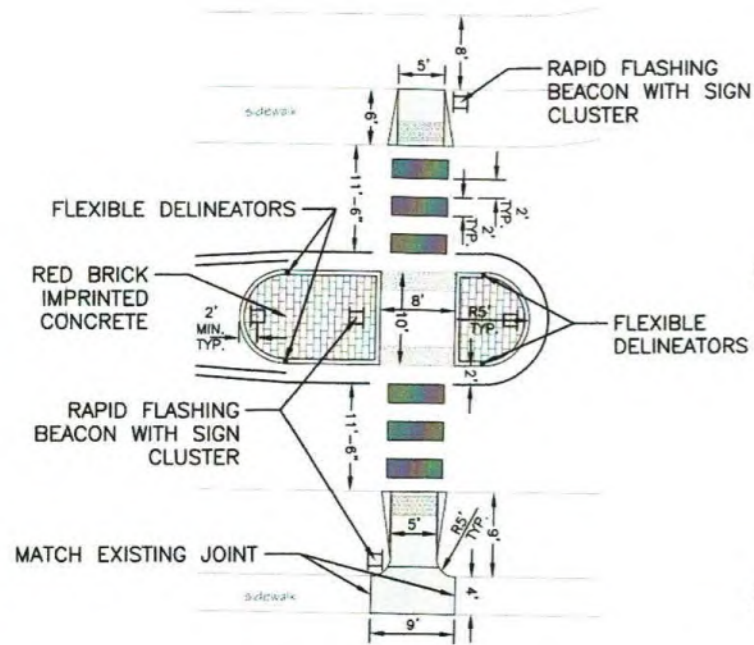 8'
5'
RAPID FLASHING
BEACON WITH SIGN
CLUSTER
sidewalk
6'
11'-6"
2'
TYP.
2'
FLEXIBLE DELINEATORS
RED BRICK
IMPRINTED
CONCRETE
2'
MIN.
TYP.
8'
10'
R5'
TYP.
FLEXIBLE
DELINEATORS
2'
RAPID FLASHING
BEACON WITH SIGN
CLUSTER
11'-6"
5'
R5'
TYP.
9'
MATCH EXISTING JOINT
sidewalk
4'
9'